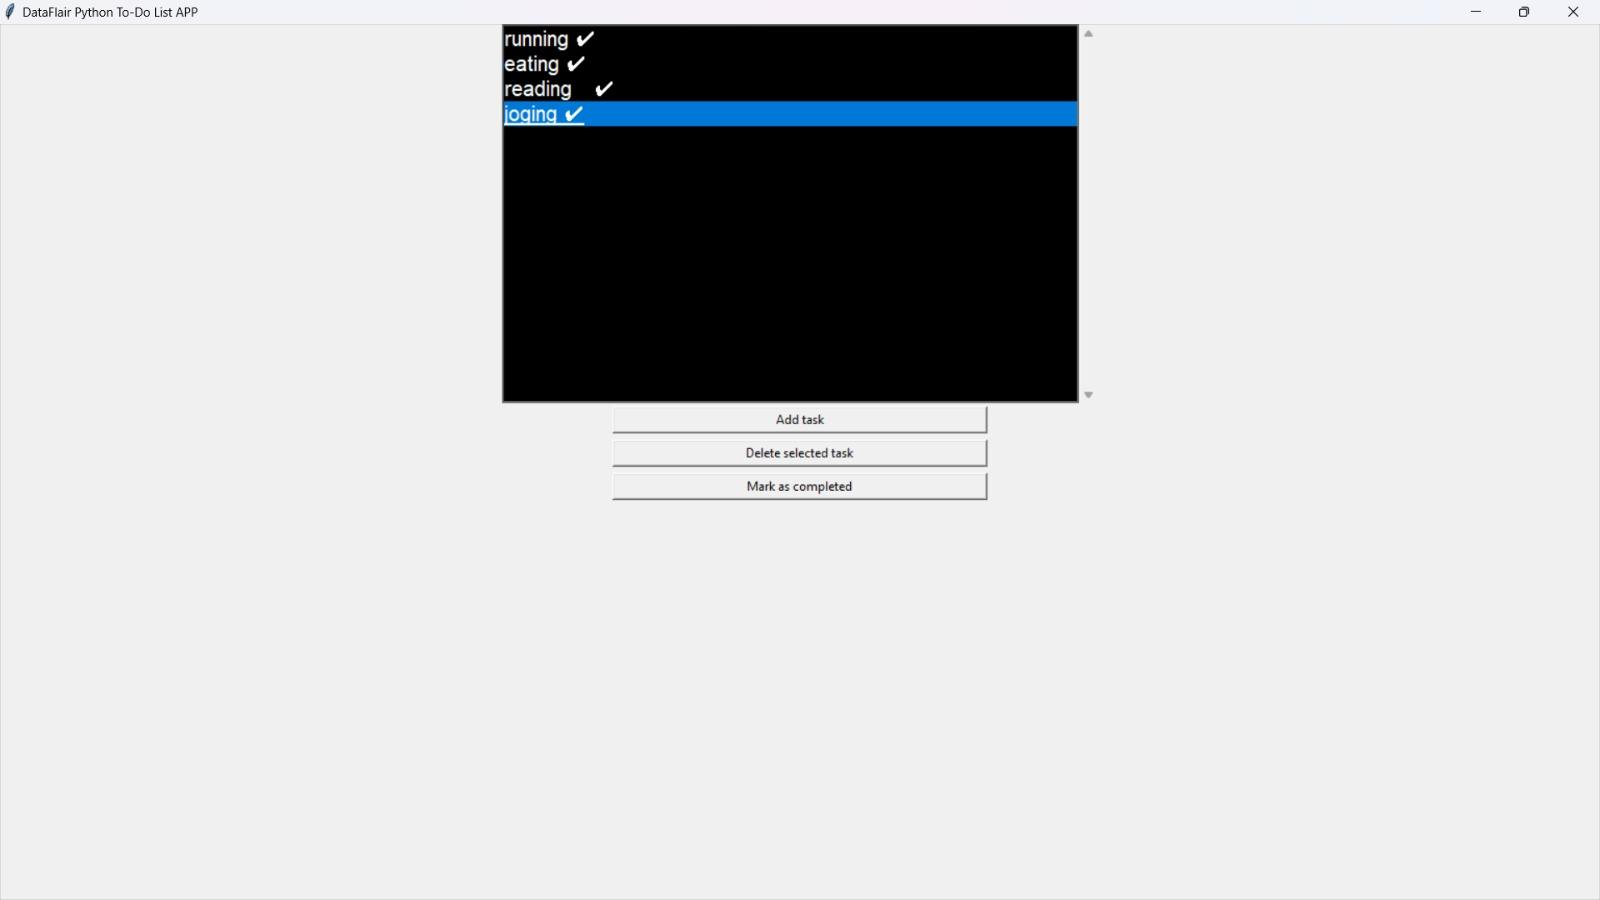 DataFlair Python To-Do List APP
running ✔
eating ✔
reading ✔
joging ✔
Add task
Delete selected task
Mark as completed